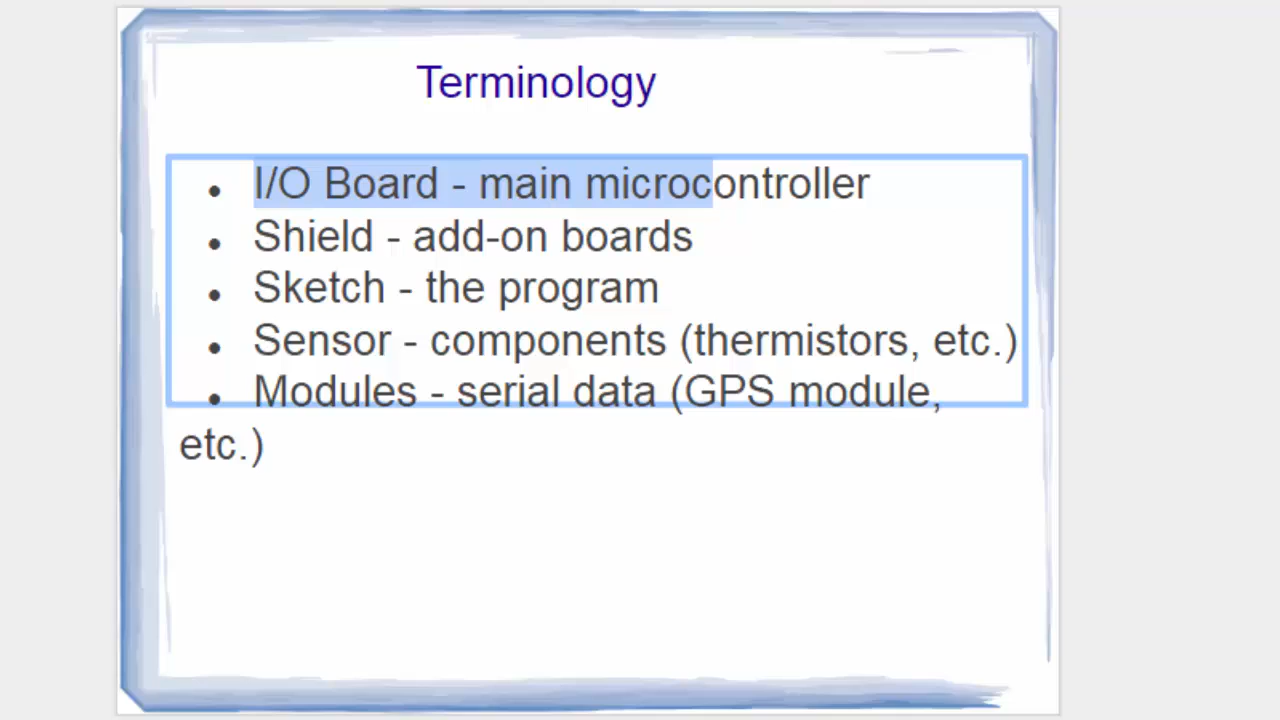 Terminology
• I/O Board - main microcontroller
• Shield - add-on boards
• Sketch - the program
• Sensor - components (thermistors, etc.)
• Modules - serial data (GPS module,
etc.)